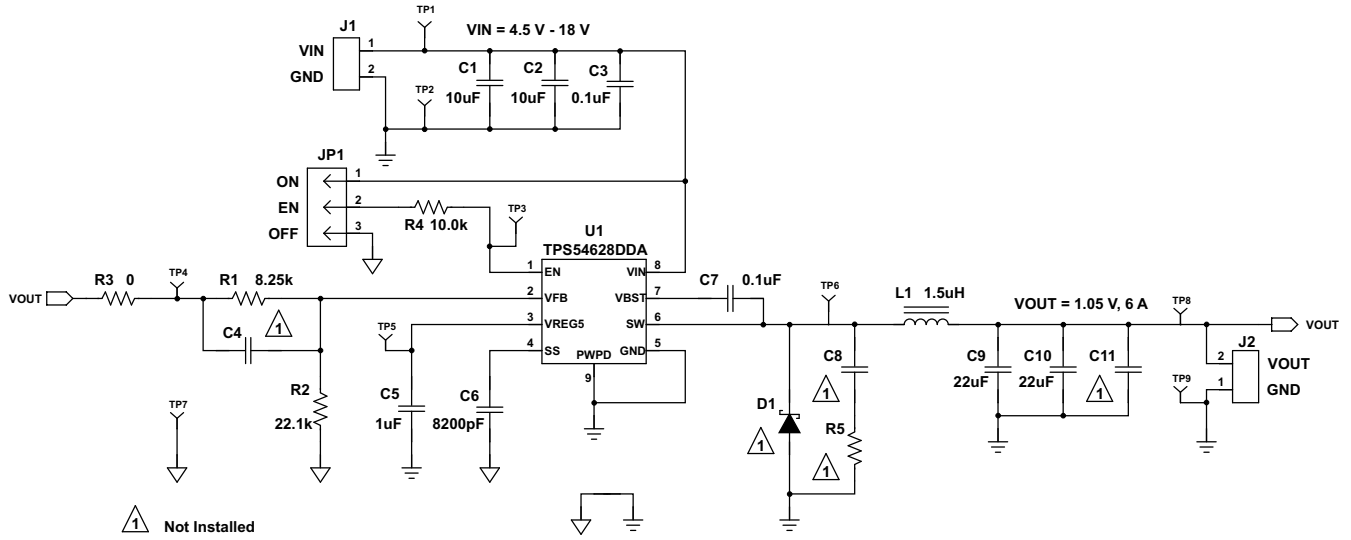 TP1
J1
VIN = 4.5 V - 18 V
VIN
1
GND
2
C1
10uF
C2
10uF
C3
0.1uF
TP2
JP1
ON
1
EN
2
OFF
3
R4 10.0k
TP3
U1
TPS54628DDA
1
EN
2
VFB
3
VREG5
4
SS
VIN
8
VBST
7
SW
6
GND
5
PWPD
9
VOUT
R3 0
TP4
R1 8.25k
1
C4
R2
22.1k
TP5
C5
1uF
C6
8200pF
TP7
C7
0.1uF
TP6
L1 1.5uH
VOUT = 1.05 V, 6 A
TP8
VOUT
D1
1
C8
1
R5
1
C9
22uF
C10
22uF
C11
1
J2
2
VOUT
1
GND
TP9
1 Not Installed